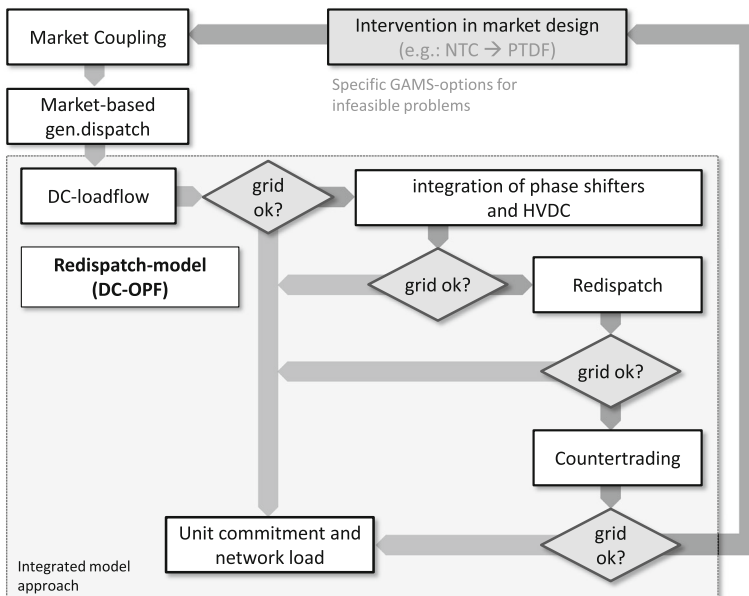 Market Coupling
Intervention in market design
(e.g.: NTC → PTDF)
Specific GAMS-options for
infeasible problems
Market-based
gen.dispatch
DC-loadflow
grid
ok?
integration of phase shifters
and HVDC
Redispatch-model
(DC-OPF)
grid ok?
Redispatch
grid ok?
Countertrading
Unit commitment and
network load
grid
ok?
Integrated model
approach